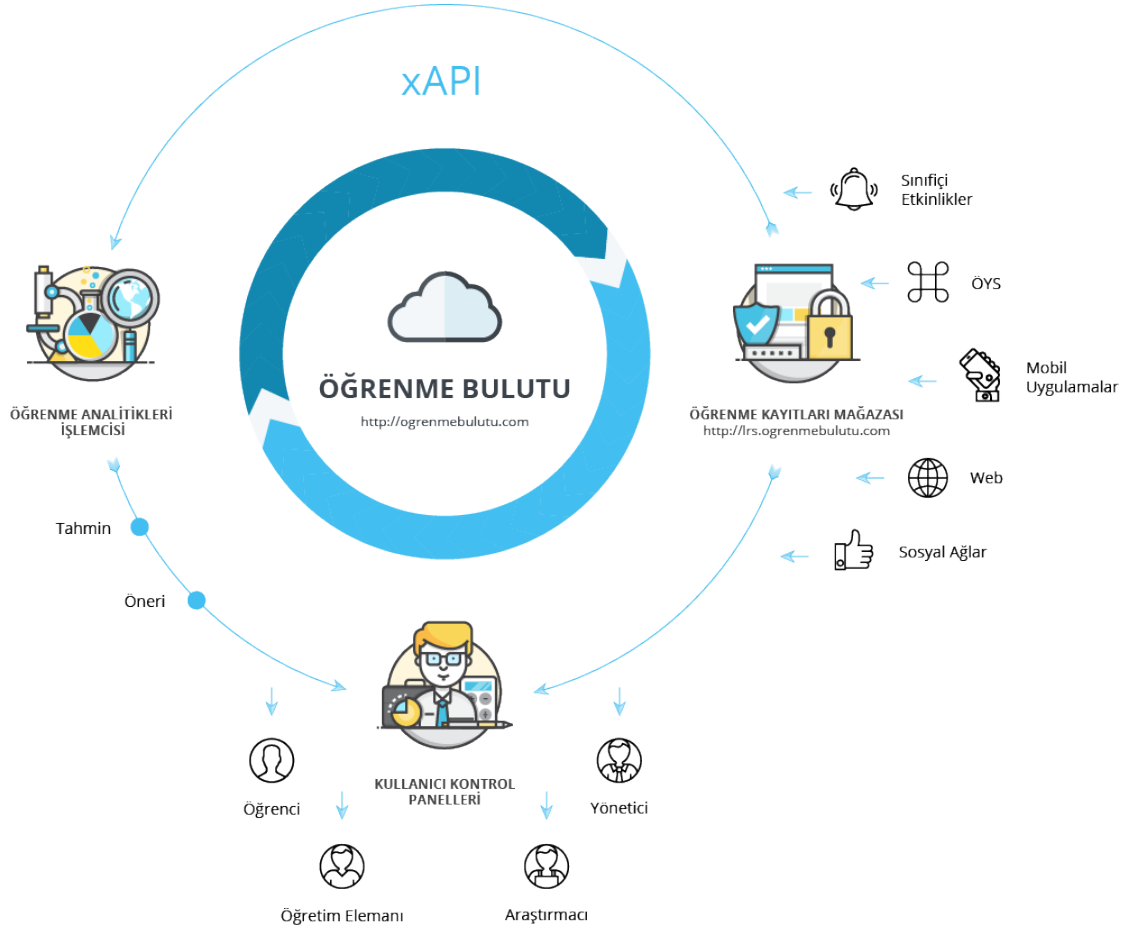 xAPI
Sınıfiçi
Etkinlikler
ÖYS
Mobil
Uygulamalar
ÖĞRENME BULUTU
http://ogrenmebulutu.com
ÖĞRENME ANALİTİKLERİ
İŞLEMCİSİ
ÖĞRENME KAYITLARI MAĞAZASI
http://lrs.ogrenmebulutu.com
Web
Sosyal Ağlar
Tahmin
Öneri
KULLANICI KONTROL
PANELLERİ
Öğrenci
Yönetici
Öğretim Elemanı
Araştırmacı